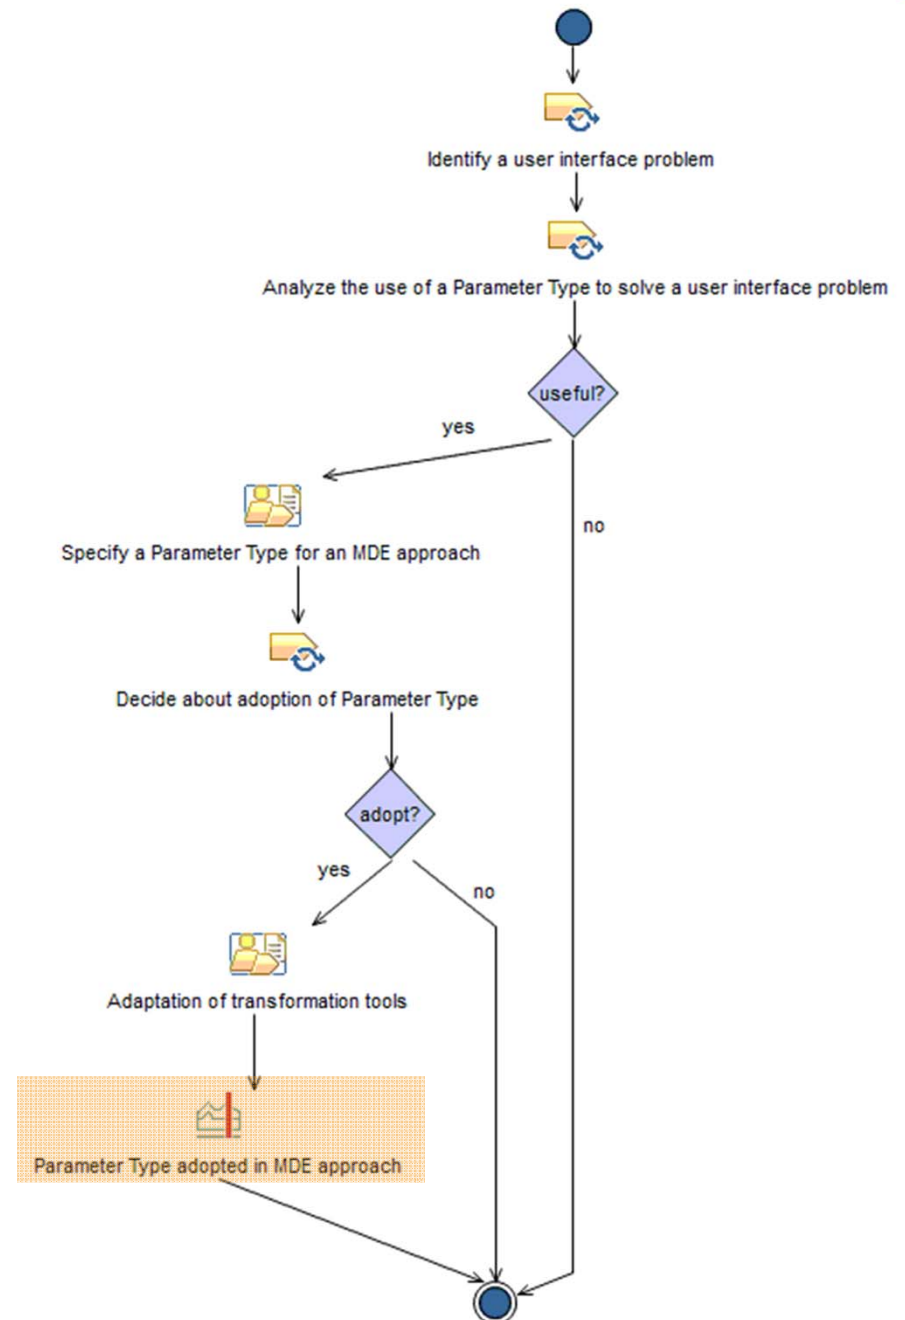 Identify a user interface problem
Analyze the use of a Parameter Type to solve a user interface problem
useful?
yes
no
Specify a Parameter Type for an MDE approach
Decide about adoption of Parameter Type
adopt?
yes
no
Adaptation of transformation tools
Parameter Type adopted in MDE approach